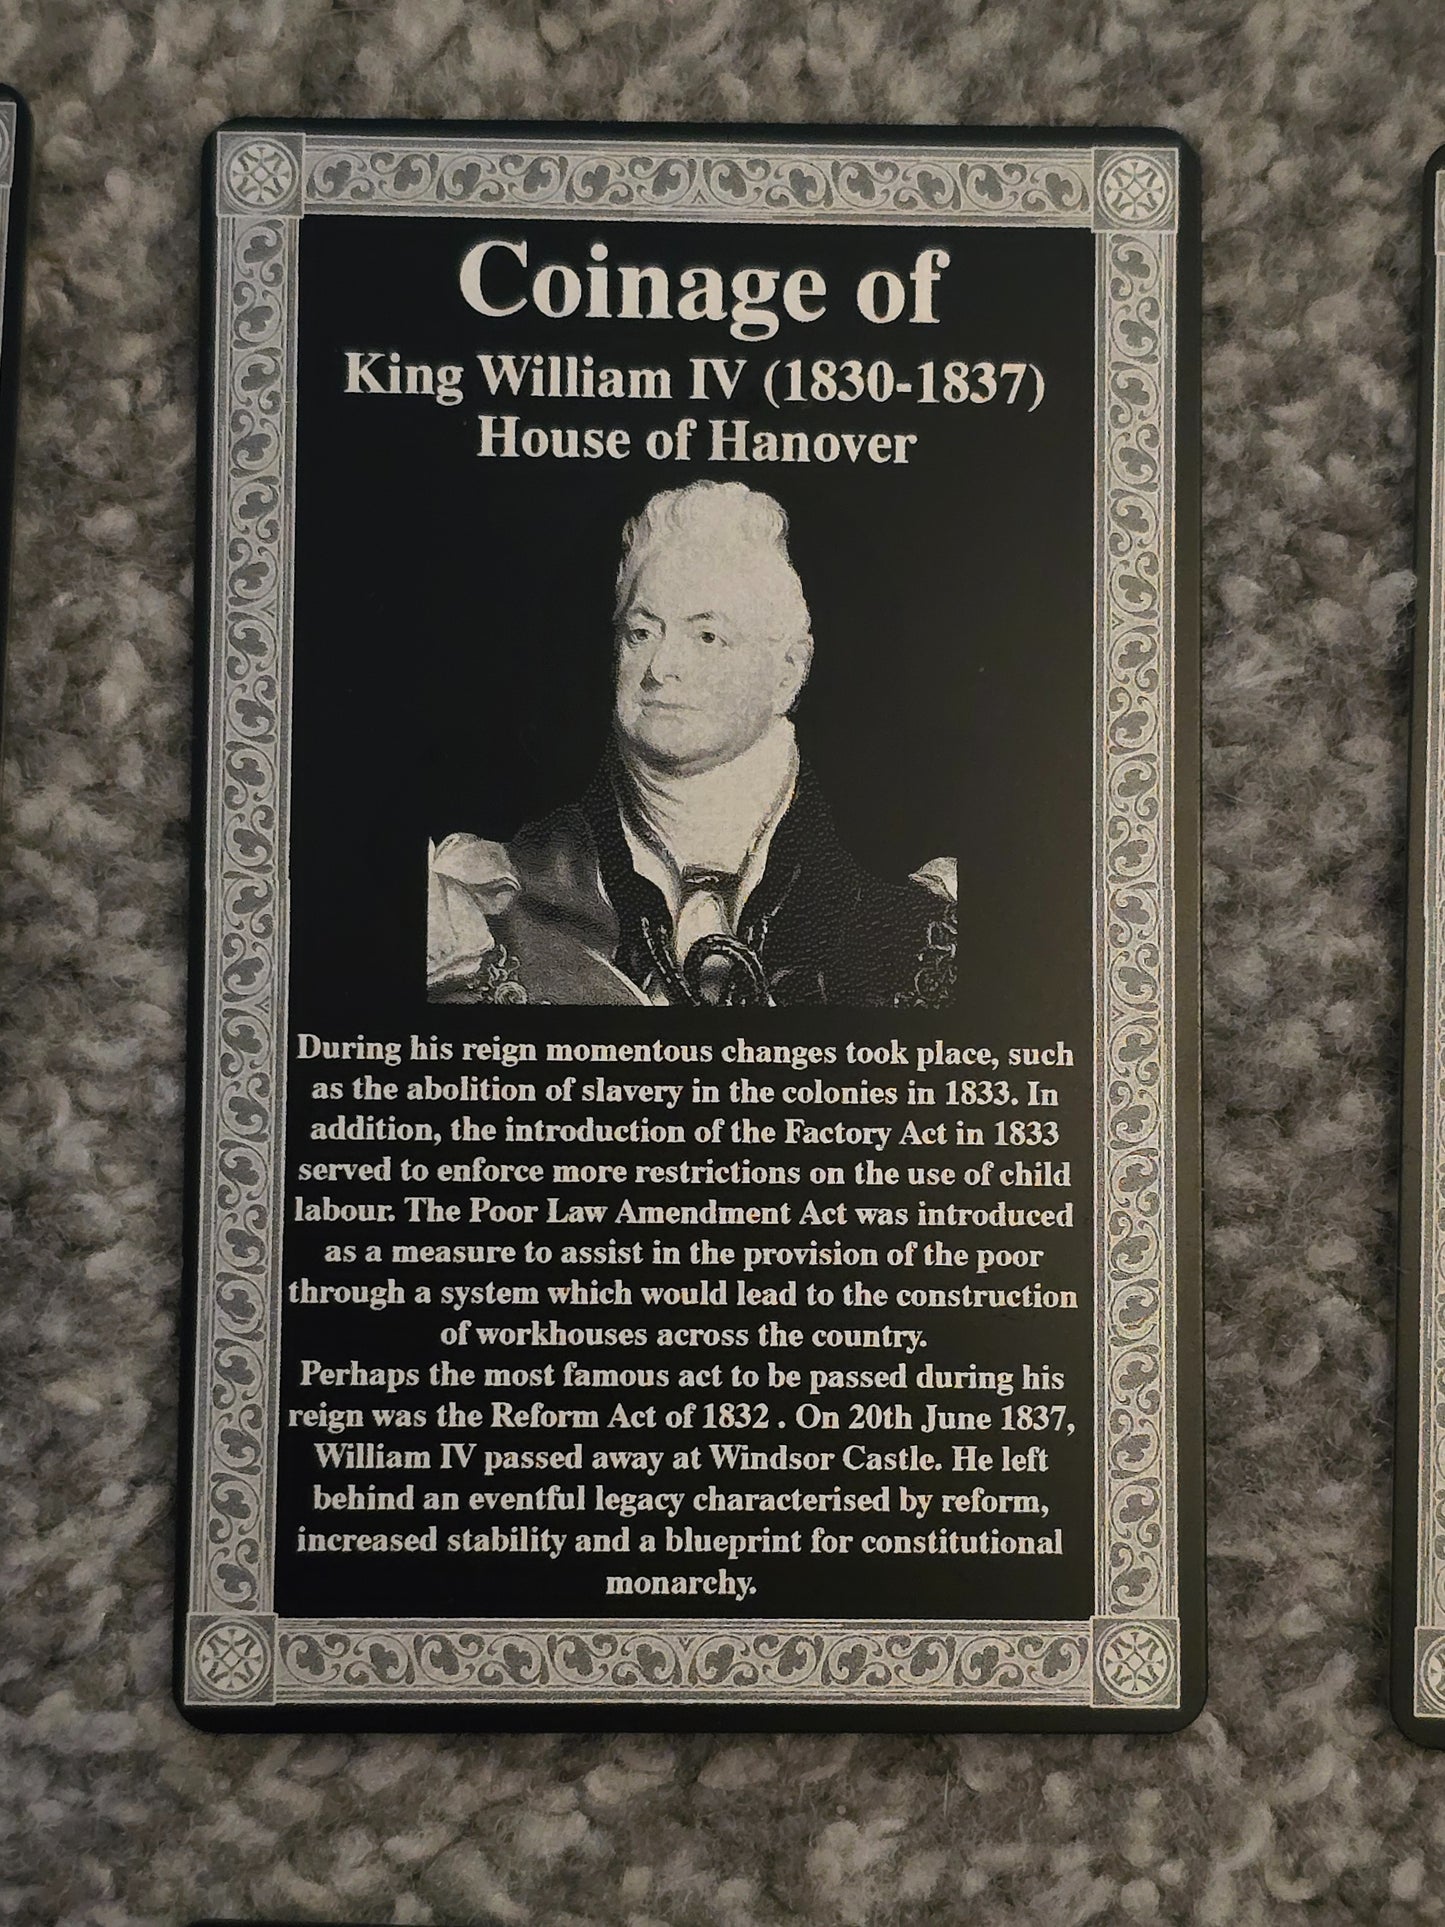 Coinage of
King William IV (1830-1837)
House of Hanover
During his reign momentous changes took place, such
as the abolition of slavery in the colonies in 1833. In
addition, the introduction of the Factory Act in 1833
served to enforce more restrictions on the use of child
labour. The Poor Law Amendment Act was introduced
as a measure to assist in the provision of the poor
through a system which would lead to the construction
of workhouses across the country.
Perhaps the most famous act to be passed during his
reign was the Reform Act of 1832 . On 20th June 1837,
William IV passed away at Windsor Castle. He left
behind an eventful legacy characterised by reform,
increased stability and a blueprint for constitutional
monarchy.